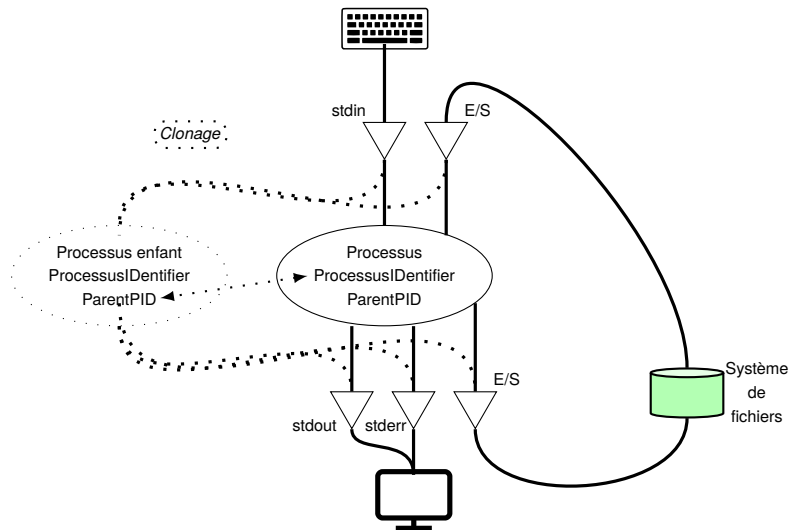 stdin
E/S
Clonage
Processus enfant
ProcessusIDentifier
ParentPID
Processus
ProcessusIDentifier
ParentPID
Système
de
fichiers
E/S
stdout
stderr